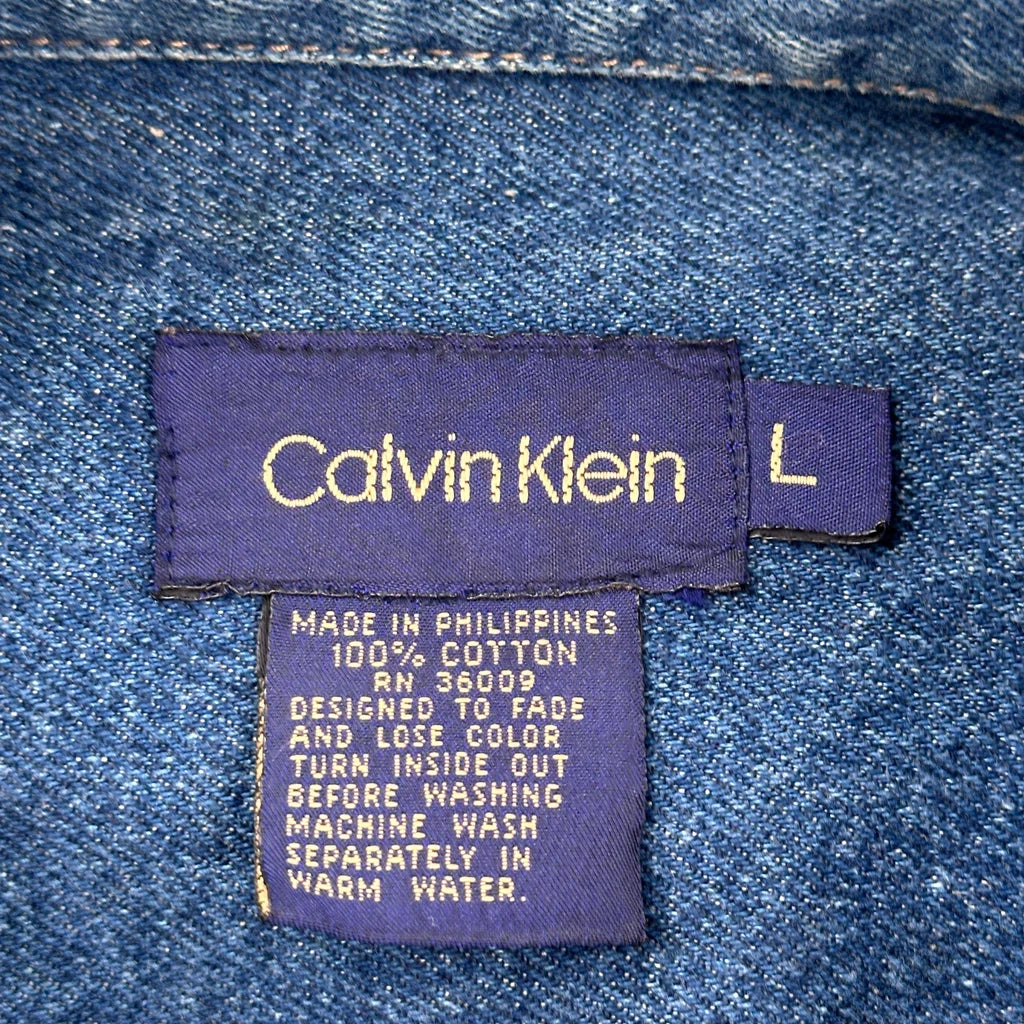 Calvin Klein
L
MADE IN PHILIPPINES
100% COTTON
RN 36009
DESIGNED TO FADE
AND LOSE COLOR
TURN INSIDE OUT
BEFORE WASHING
MACHINE WASH
SEPARATELY IN
WARM WATER.